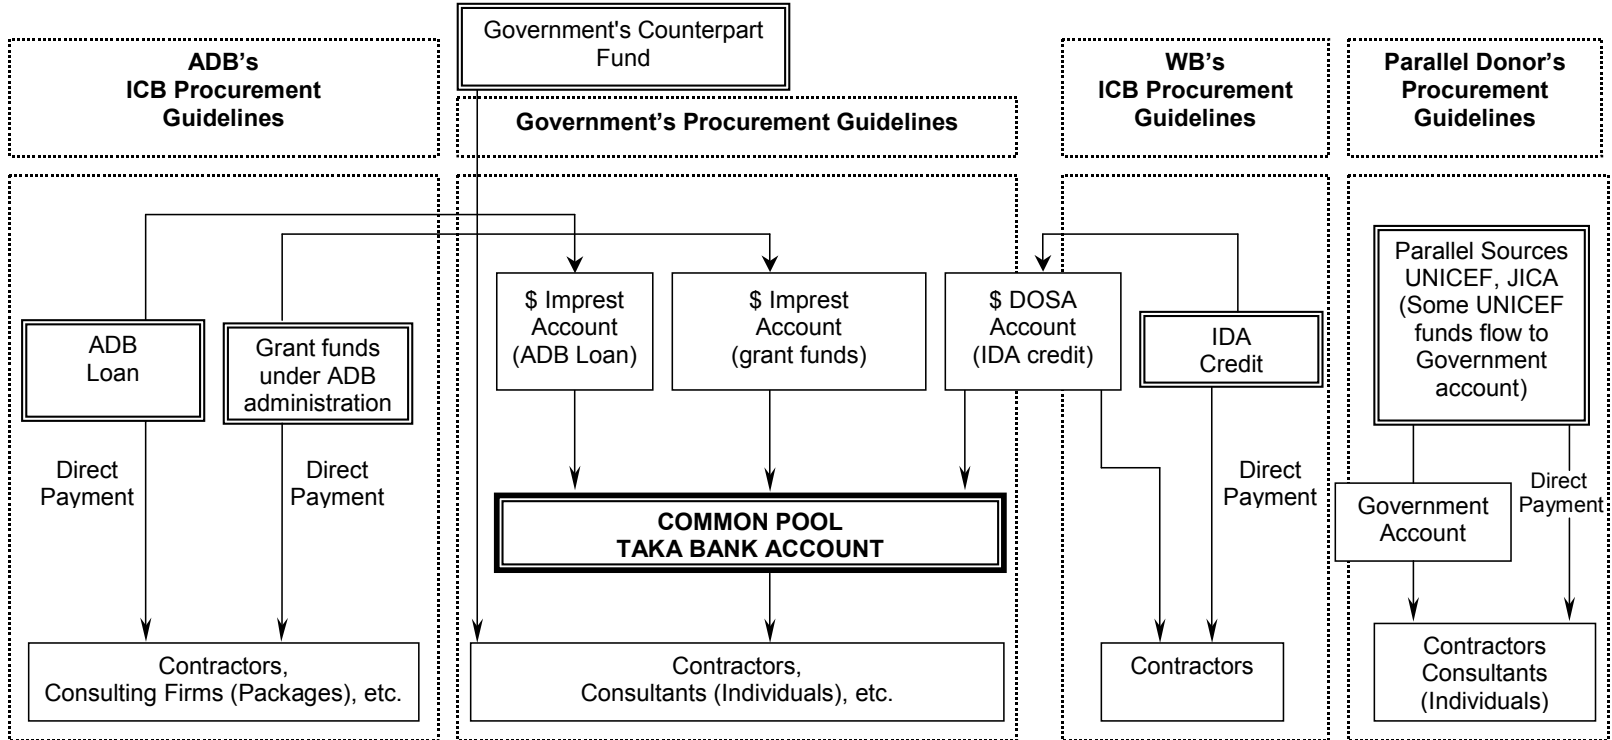 Government's Counterpart
Fund
ADB's
ICB Procurement
Guidelines
Government's Procurement Guidelines
WB's
ICB Procurement
Guidelines
Parallel Donor's
Procurement
Guidelines
ADB
Loan
Grant funds
under ADB
administration
$ Imprest
Account
(ADB Loan)
$ Imprest
Account
(grant funds)
$ DOSA
Account
(IDA credit)
IDA
Credit
Parallel Sources
UNICEF, JICA
(Some UNICEF
funds flow to
Government
account)
Direct
Payment
Direct
Payment
COMMON POOL
TAKA BANK ACCOUNT
Direct
Payment
Government
Account
Direct
Payment
Contractors,
Consulting Firms (Packages), etc.
Contractors,
Consultants (Individuals), etc.
Contractors
Contractors
Consultants
(Individuals)